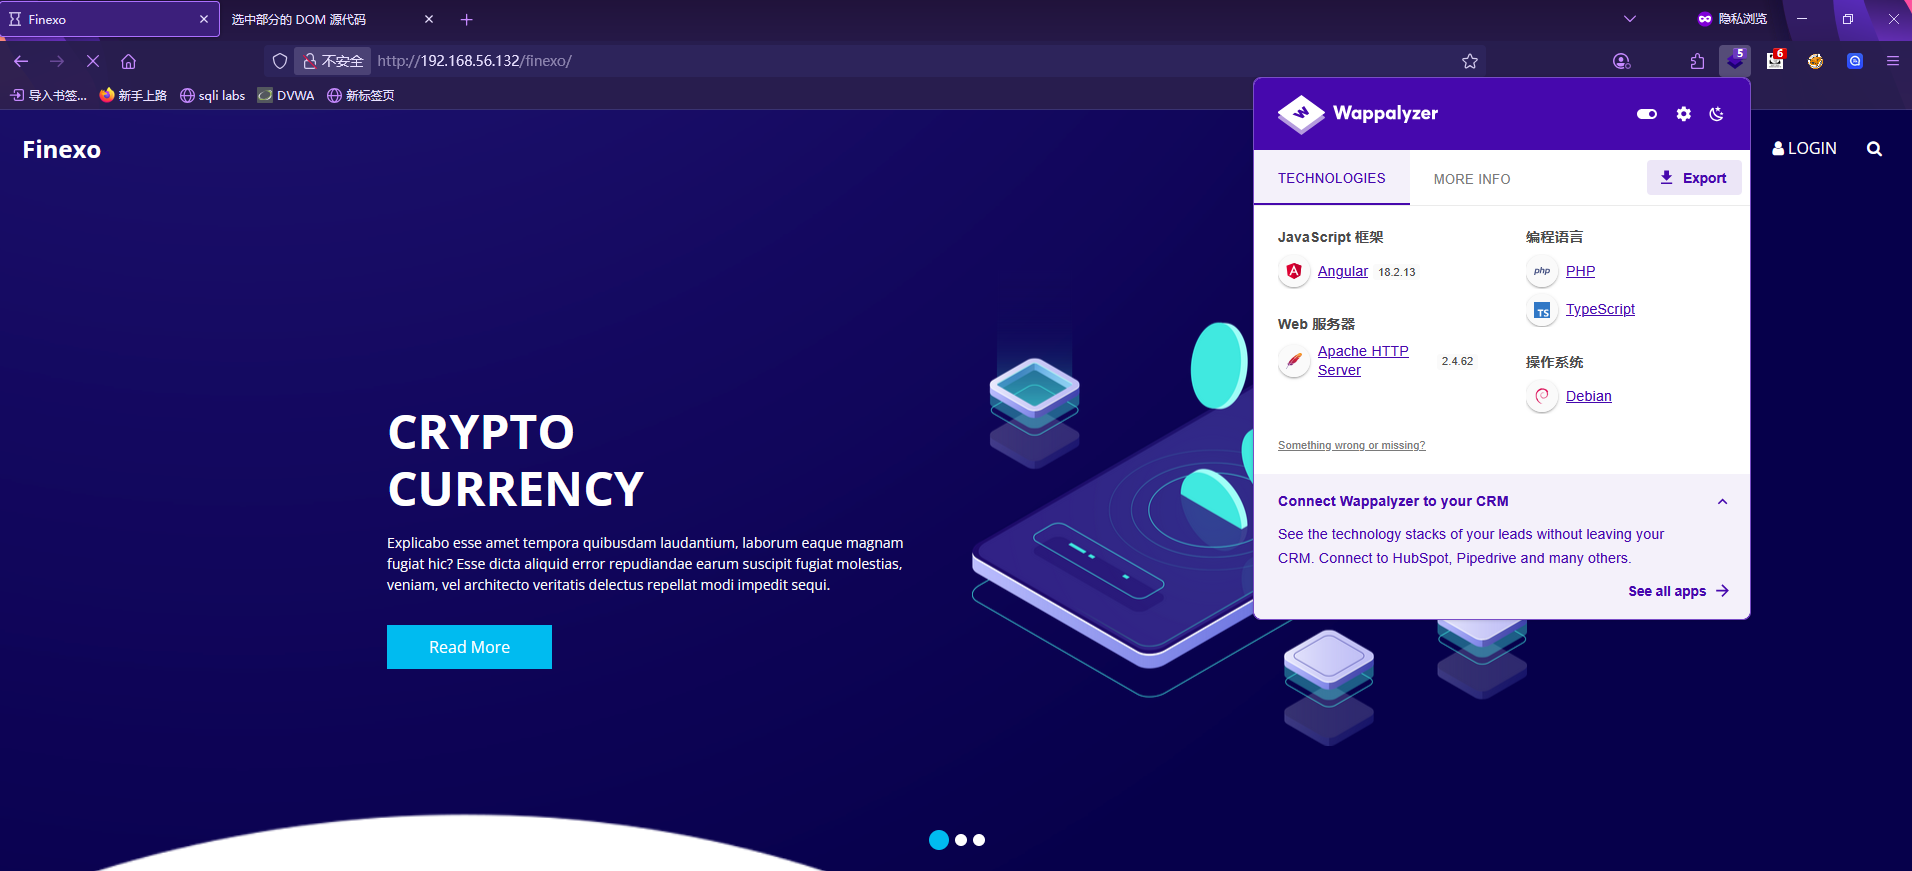 Finexo
选中部分的 DOM 源代码
隐私浏览
不安全
http://192.168.56.132/finexo/
5
6
导入书签...
新手上路
sqli labs
DVWA
新标签页
Finexo
LOGIN
CRYPTO
CURRENCY
Explicabo esse amet tempora quibusdam laudantium, laborum eaque magnam
fugiat hic? Esse dicta aliquid error repudiandae earum suscipit fugiat molestias,
veniam, vel architecto veritatis delectus repellat modi impedit sequi.
Read More
W
Wappalyzer
TECHNOLOGIES
MORE INFO
Export
JavaScript 框架
Angular 18.2.13
Web 服务器
Apache HTTP
Server
2.4.62
编程语言
php PHP
TS TypeScript
操作系统
Debian
Something wrong or missing?
Connect Wappalyzer to your CRM
See the technology stacks of your leads without leaving your
CRM. Connect to HubSpot, Pipedrive and many others.
See all apps